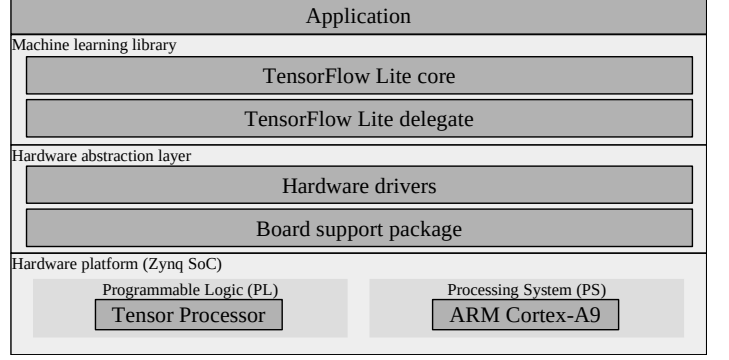 Application
Machine learning library
TensorFlow Lite core
TensorFlow Lite delegate
Hardware abstraction layer
Hardware drivers
Board support package
Hardware platform (Zynq SoC)
Programmable Logic (PL)
Tensor Processor
Processing System (PS)
ARM Cortex-A9